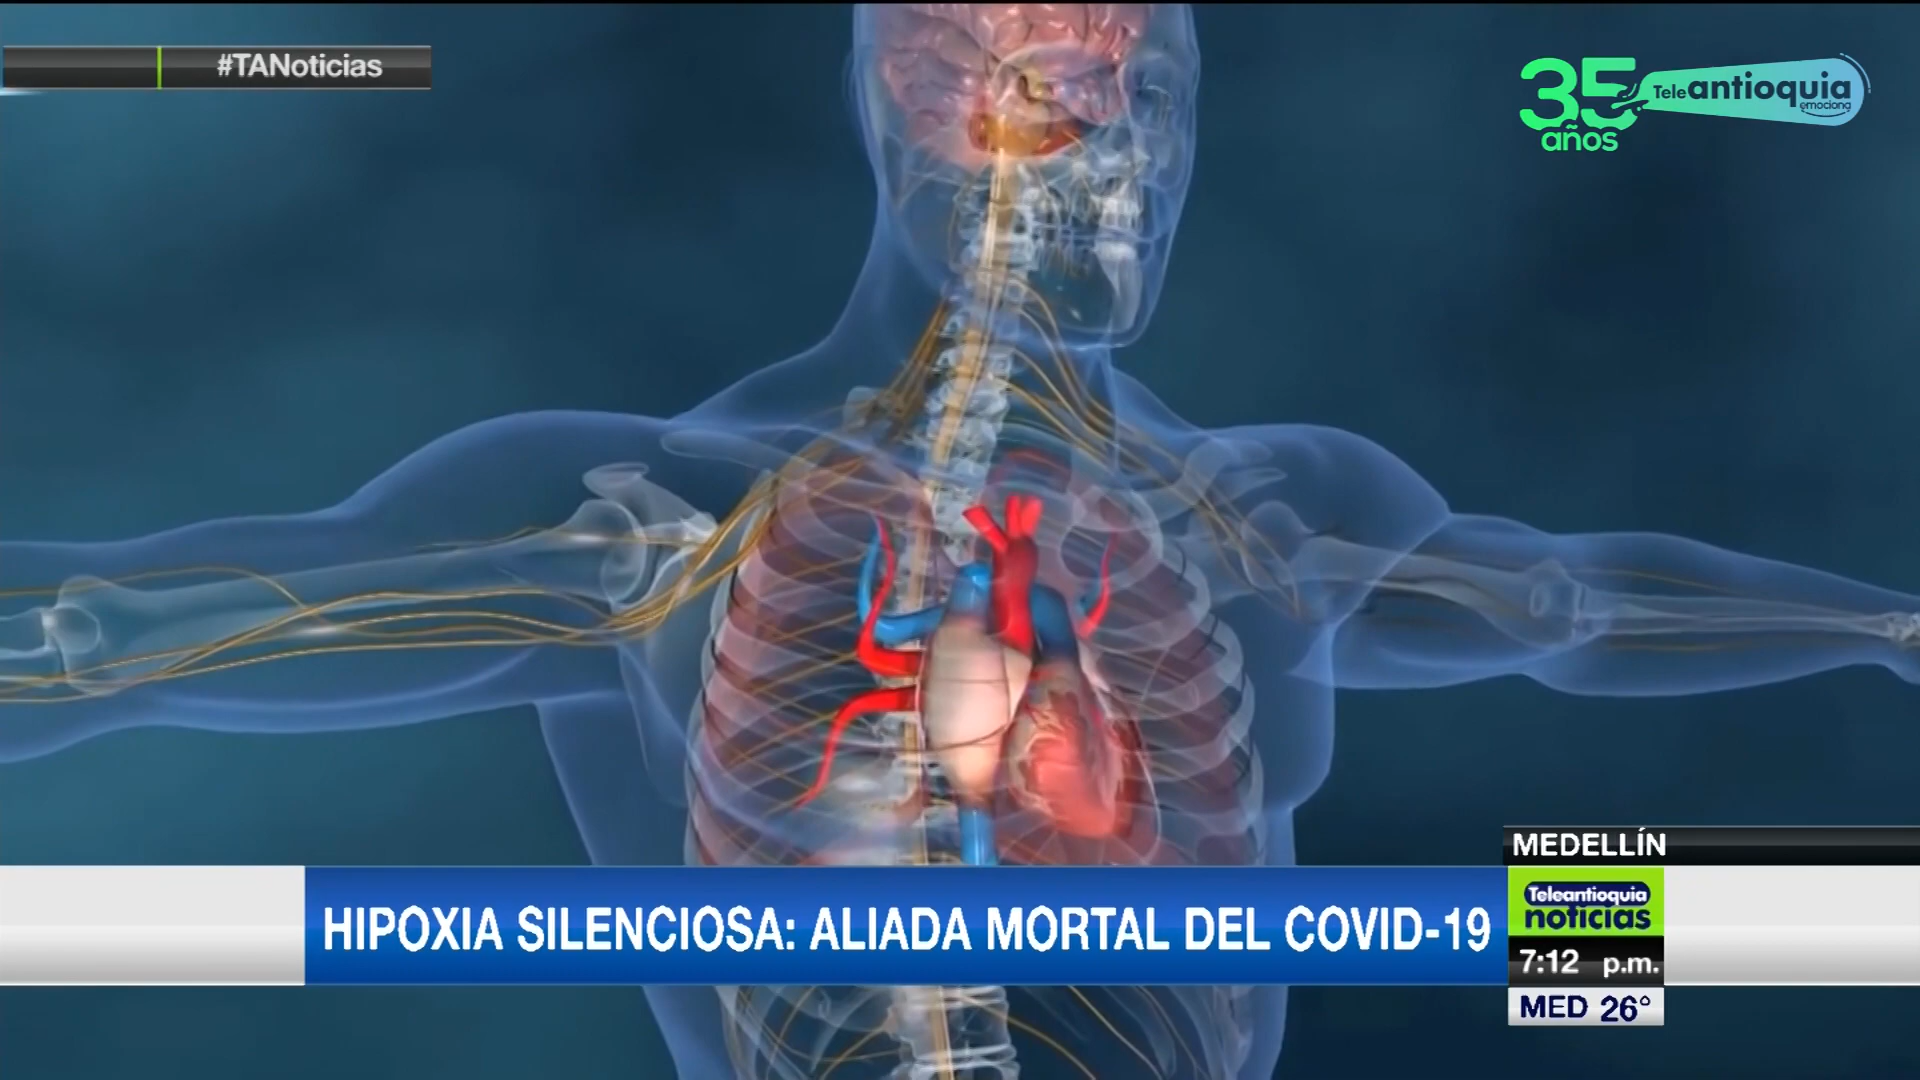 #TANoticias
35 años
Teleantioquia
emociona
HIPOXIA SILENCIOSA: ALIADA MORTAL DEL COVID-19
MEDELLÍN
Teleantioquia
noticias
7:12 p.m.
MED 26°